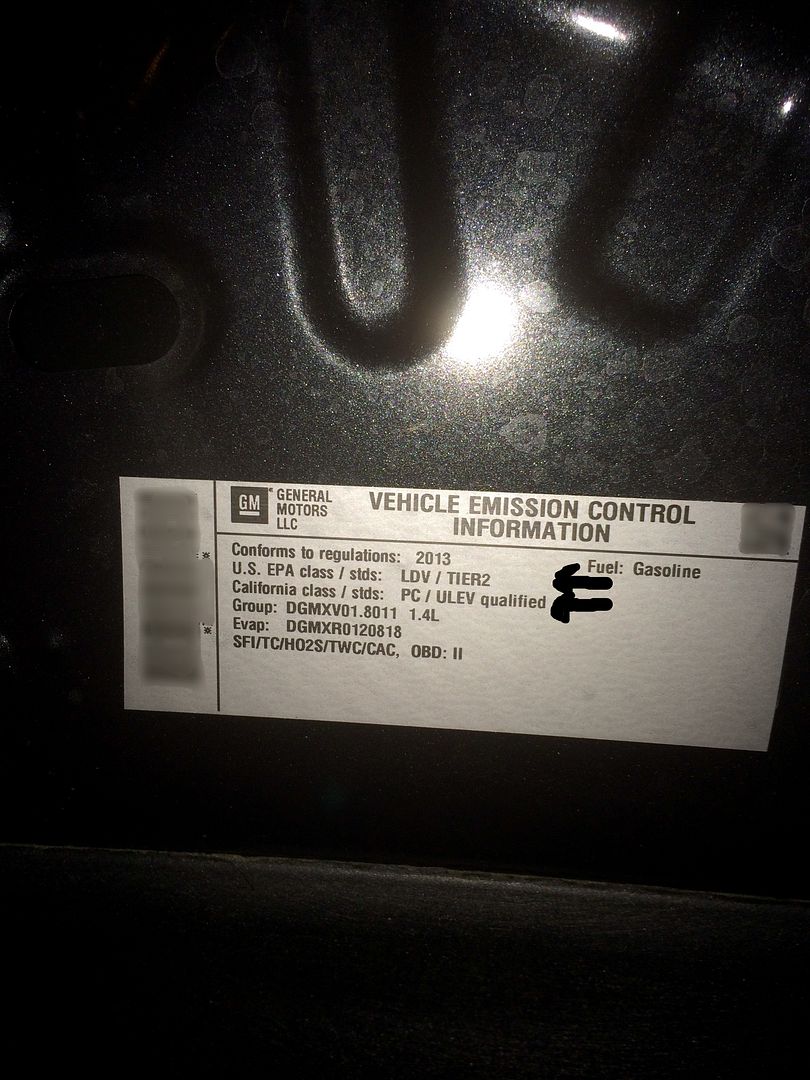 GM GENERAL
MOTORS
LLC
VEHICLE EMISSION CONTROL
INFORMATION
Conforms to regulations: 2013
Fuel: Gasoline
U.S. EPA class / stds: LDV / TIER2
California class / stds: PC / ULEV qualified
Group: DGMXV01.8011 1.4L
Evap: DGMXR0120818
SFI/TC/HO2S/TWC/CAC, OBD: II